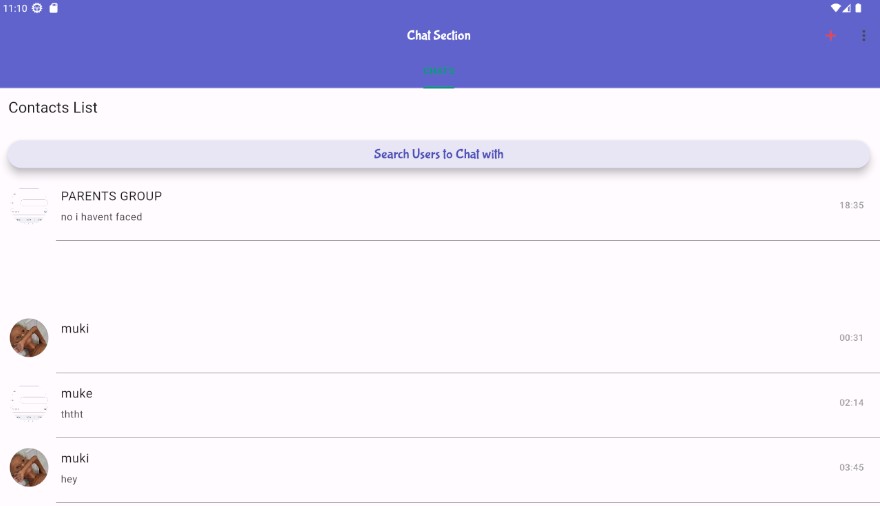 11:10
Chat Section
Contacts List
Search Users to Chat with
PARENTS GROUP
no i havent faced
18:35
muki
00:31
muke
ththt
02:14
muki
hey
03:45